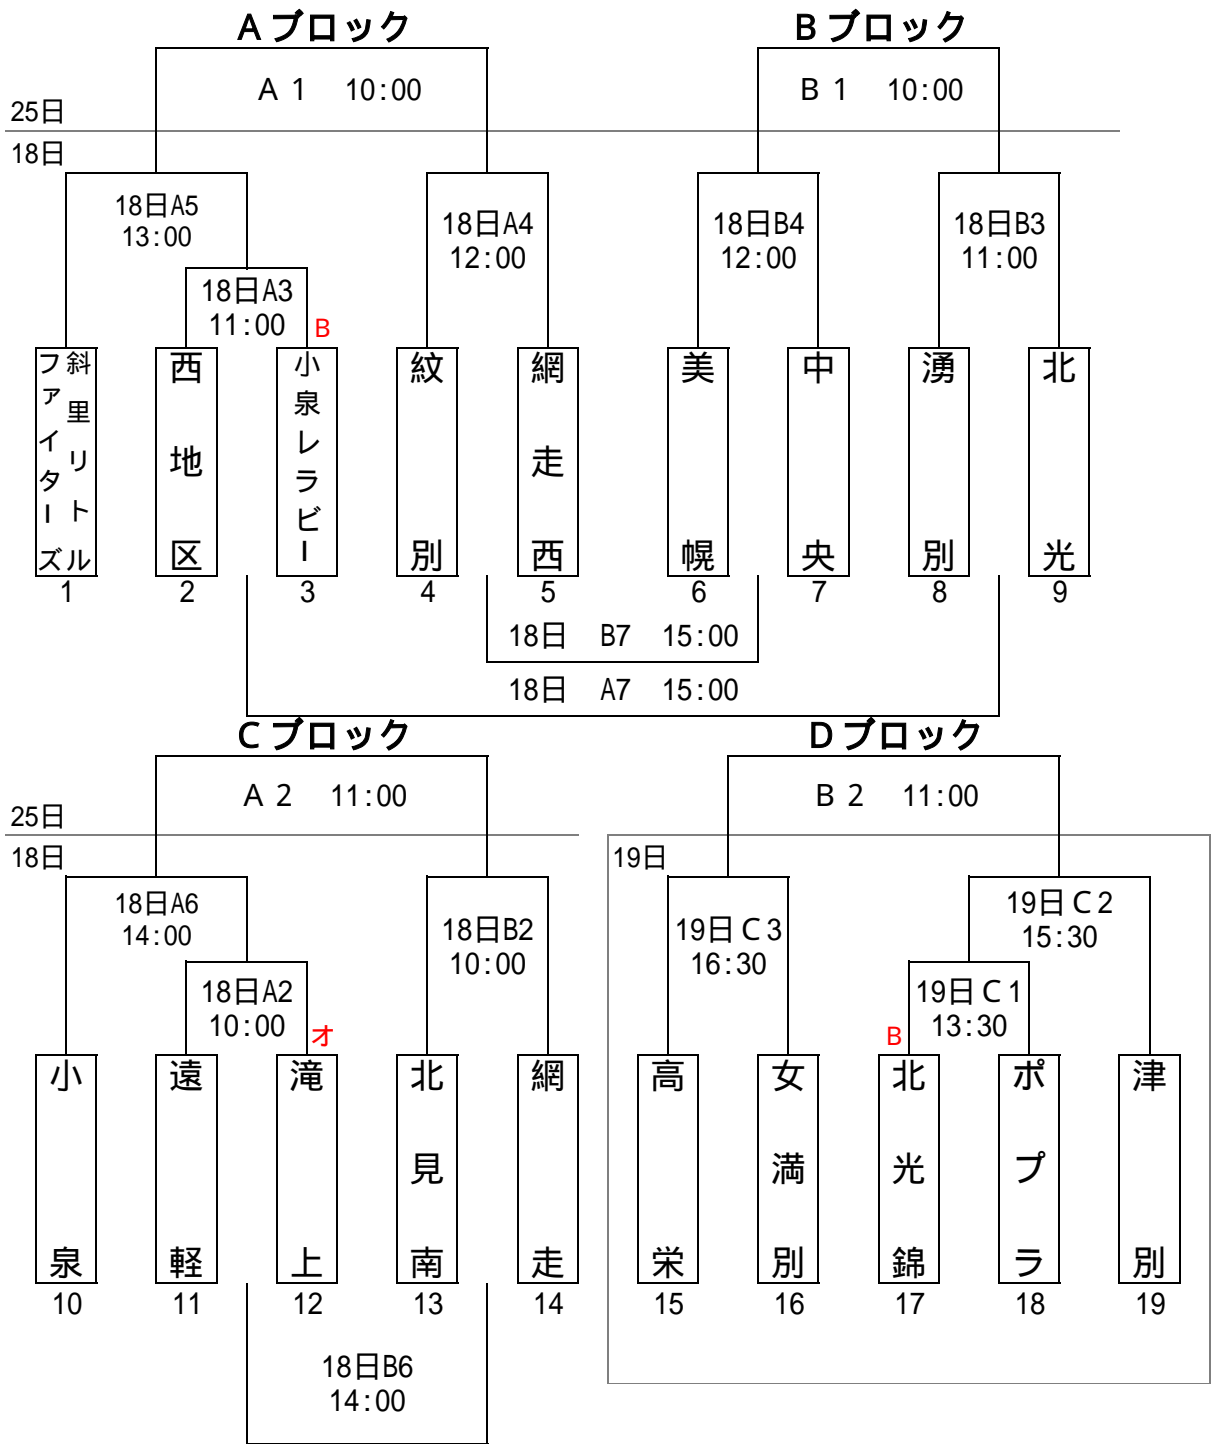 Aブロック
Bブロック
A 1　10:00
B 1　10:00
25日
18日
18日A5
13:00
18日A4
12:00
18日B4
12:00
18日B3
11:00
18日A3
11:00
B
斜里リトル
ファイターズ
西地区
小泉レラビー
紋別
網走西
美幌
中央
湧別
北光
1
2
3
4
5
6
7
8
9
18日　B7　15:00
18日　A7　15:00
Cブロック
Dブロック
A 2　11:00
B 2　11:00
25日
18日
19日
18日A6
14:00
18日B2
10:00
19日C3
16:30
19日C2
15:30
18日A2
10:00
オ
19日C1
13:30
B
小泉
遠軽
滝上
北見南
網走
高栄
女満別
北光錦
ポプラ
津別
10
11
12
13
14
15
16
17
18
19
18日B6
14:00